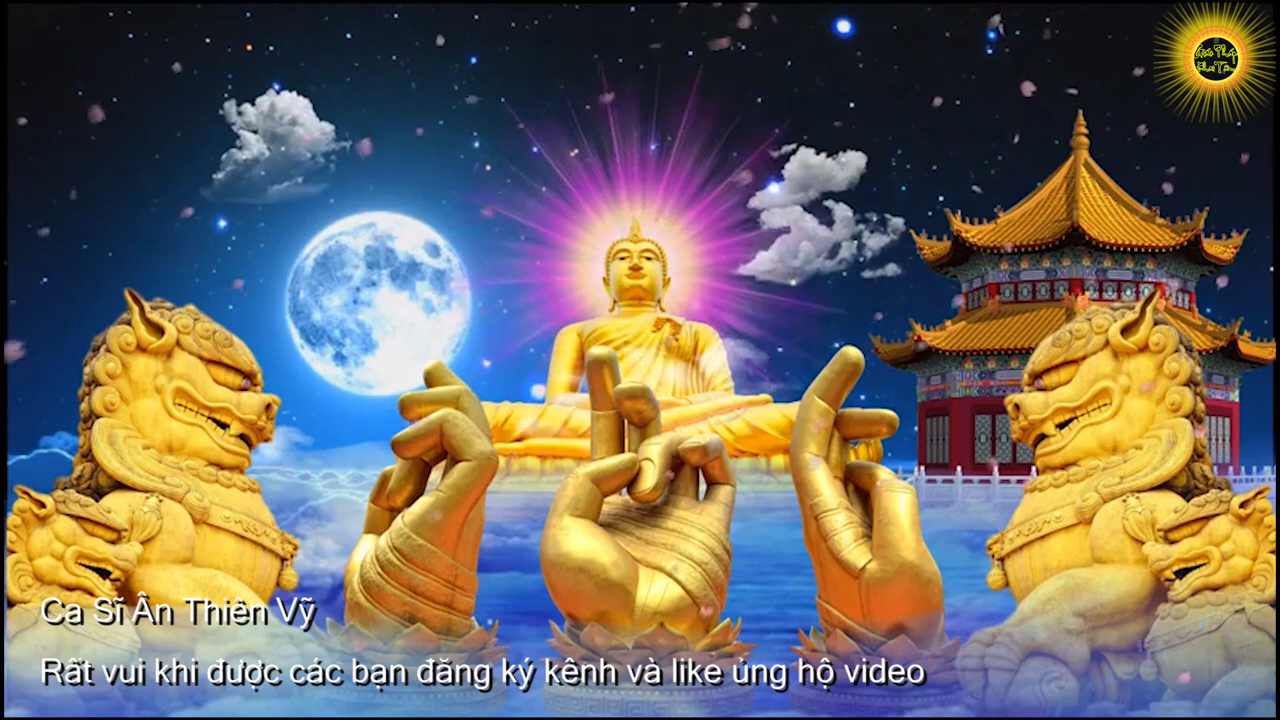 Ca Sĩ Ân Thiên Vỹ
Rất vui khi được các bạn đăng ký kênh và like ủng hộ video